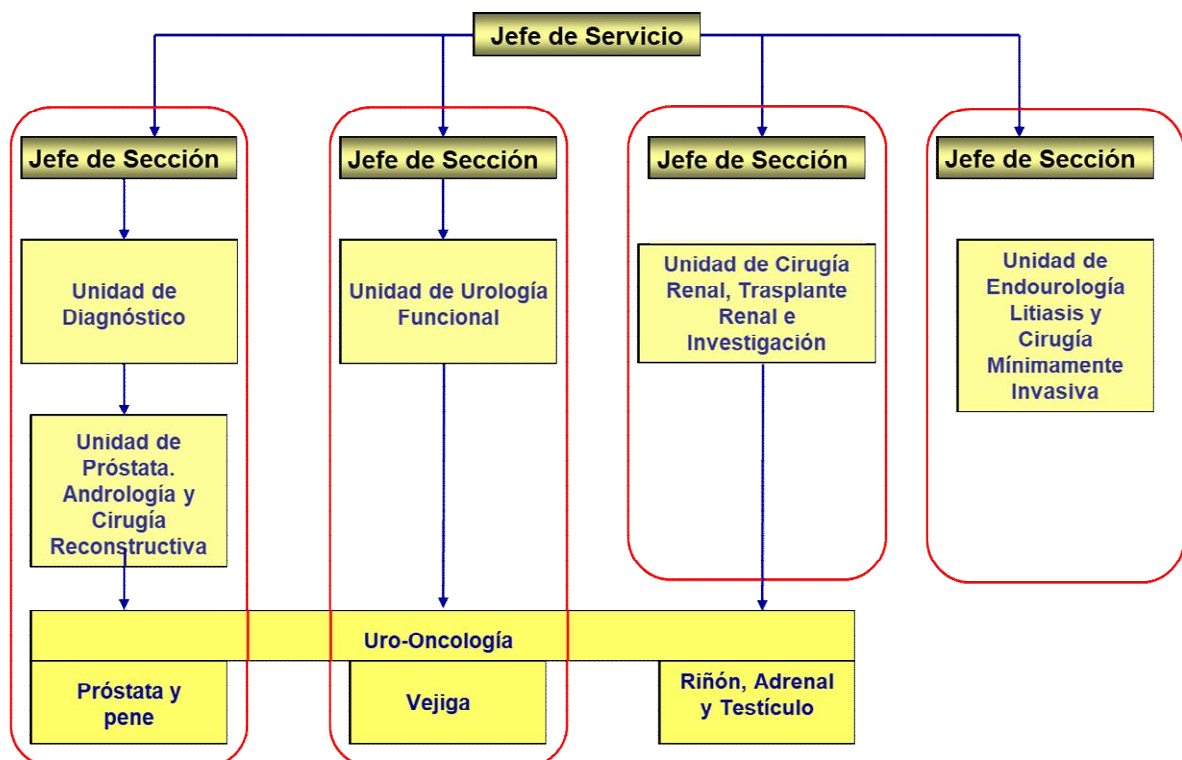 Jefe de Servicio
Jefe de Sección
Jefe de Sección
Jefe de Sección
Jefe de Sección
Unidad de
Diagnóstico
Unidad de Urología
Funcional
Unidad de Cirugía
Renal, Trasplante
Renal e
Investigación
Unidad de
Endourología
Litiasis y
Cirugía
Mínimamente
Invasiva
Unidad de
Próstata.
Andrología y
Cirugía
Reconstructiva
Uro-Oncología
Próstata y
pene
Vejiga
Riñón, Adrenal
y Testículo